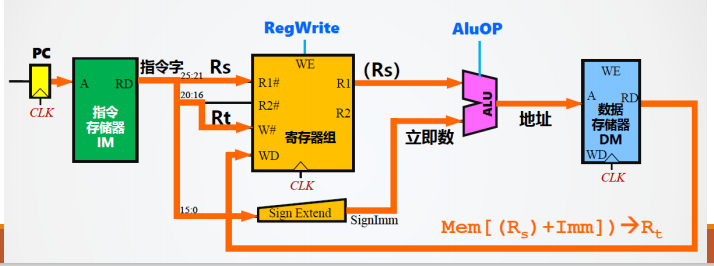 RegWrite
AluOP
PC
CLK
A
RD
指令
存储器
IM
指令字
25:21
20:16
15:0
Rs
Rt
WE
R1#
R2#
W#
WD
R1
R2
寄存器组
CLK
(Rs)
Sign Extend
SignImm
立即数
ALU
地址
WE
A
RD
数据
存储器
DM
WD
CLK
Mem[(Rs)+Imm])→Rt